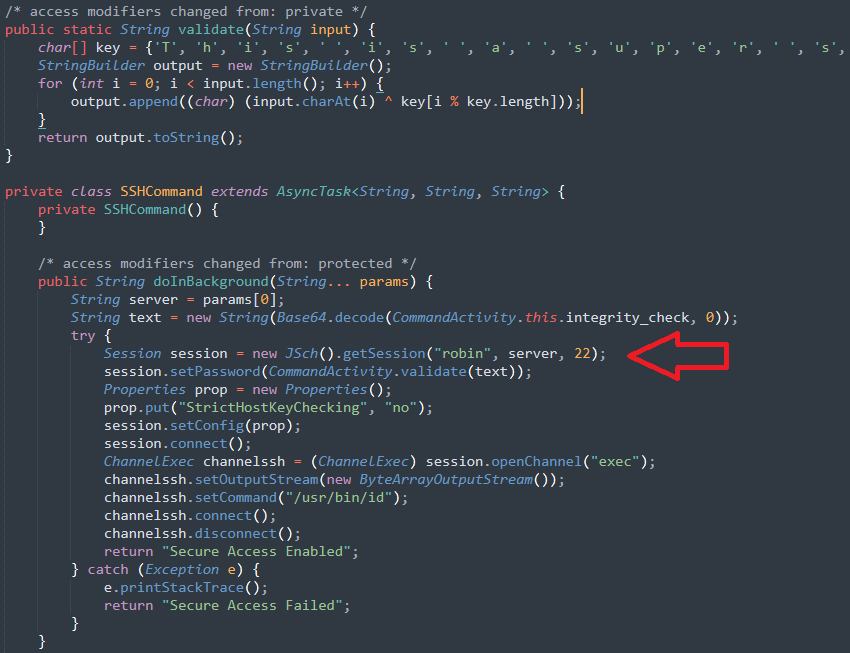 /* access modifiers changed from: private */
public static String validate(String input) {
    char[] key = {'T', 'h', 'i', 's', ' ', 'i', 's', ' ', 'a', ' ', 's', 'u', 'p', 'e', 'r', ' ', 's',
    StringBuilder output = new StringBuilder();
    for (int i = 0; i < input.length(); i++) {
        output.append((char) (input.charAt(i) ^ key[i % key.length]));
    }
    return output.toString();
}
private class SSHCommand extends AsyncTask<String, String, String> {
    private SSHCommand() {
    }
    /* access modifiers changed from: protected */
    public String doInBackground(String... params) {
        String server = params[0];
        String text = new String(Base64.decode(CommandActivity.this.integrity_check, 0));
        try {
            Session session = new JSch().getSession("robin", server, 22);
            session.setPassword(CommandActivity.validate(text));
            Properties prop = new Properties();
            prop.put("StrictHostKeyChecking", "no");
            session.setConfig(prop);
            session.connect();
            ChannelExec channelssh = (ChannelExec) session.openChannel("exec");
            channelssh.setOutputStream(new ByteArrayOutputStream());
            channelssh.setCommand("/usr/bin/id");
            channelssh.connect();
            channelssh.disconnect();
            return "Secure Access Enabled";
        } catch (Exception e) {
            e.printStackTrace();
            return "Secure Access Failed";
        }
    }